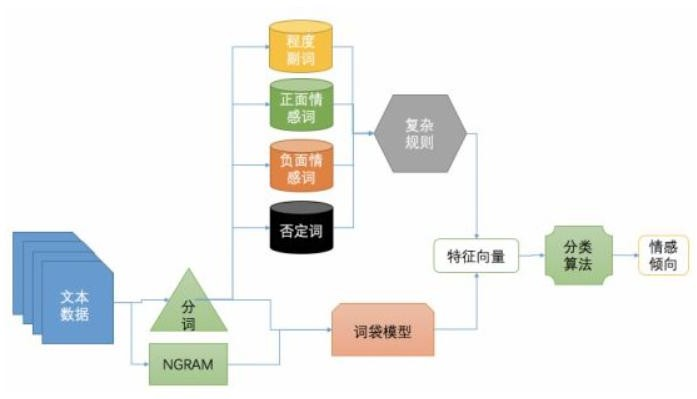 程度
副词
正面情
感词
负面情
感词
否定词
复杂
规则
文本
数据
分
词
NGRAM
词袋模型
特征向量
分类
算法
情感
倾向